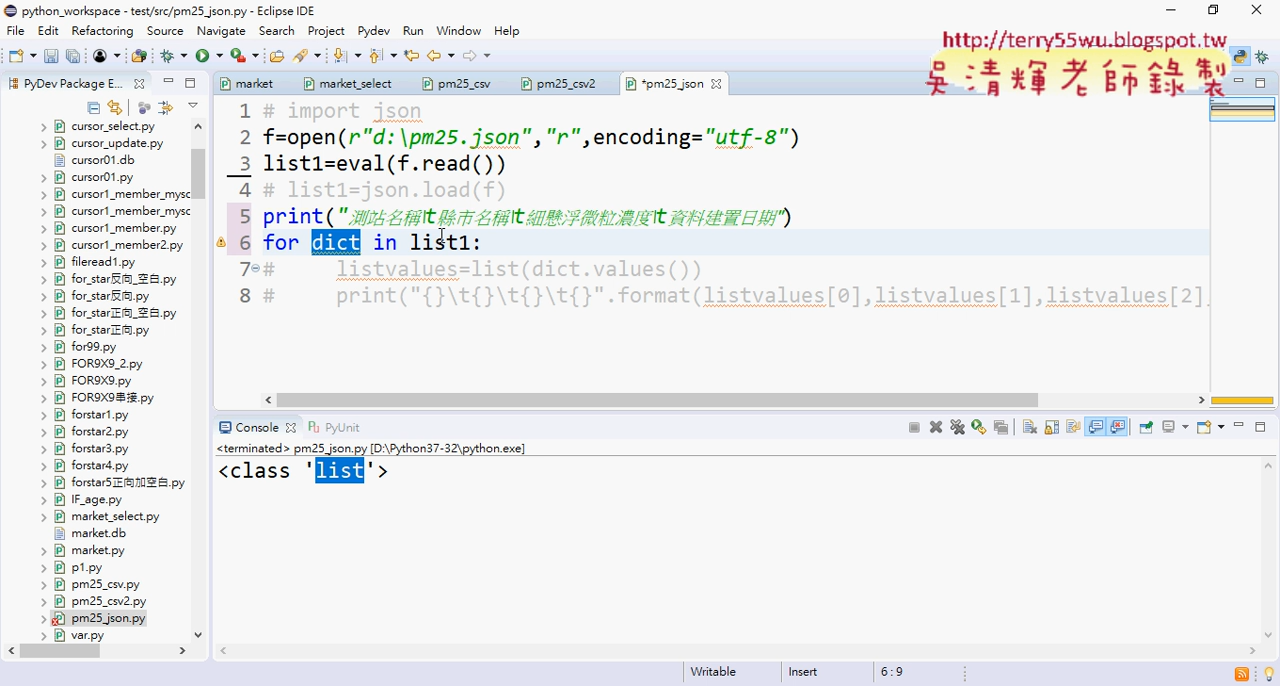 python_workspace - test/src/pm25_json.py - Eclipse IDE
File Edit Refactoring Source Navigate Search Project Pydev Run Window Help
http://terry55wu.blogspot.tw
吳清輝老師錄製
PyDev Package E...
market
market_select
pm25_csv
pm25_csv2
*pm25_json
cursor_select.py
cursor_update.py
cursor01.db
cursor01.py
cursor1_member_mysc
cursor1_member_mysc
cursor1_member.py
cursor1_member2.py
fileread1.py
for_star反向_空白.py
for_star反向.py
for_star正向_空白.py
for_star正向.py
for99.py
FOR9X9_2.py
FOR9X9.py
FOR9X9串接.py
forstar1.py
forstar2.py
forstar3.py
forstar4.py
forstar5正向加空白.py
IF_age.py
market_select.py
market.db
market.py
p1.py
pm25_csv.py
pm25_csv2.py
pm25_json.py
var.py
1 # import json
2 f=open(r"d:\pm25.json","r",encoding="utf-8")
3 list1=eval(f.read())
4 # list1=json.load(f)
5 print("測站名稱\t縣市名稱\t細懸浮微粒濃度\t資料建置日期")
6 for dict in list1:
7 #     listvalues=list(dict.values())
8 #     print("{}\t{}\t{}\t{}".format(listvalues[0],listvalues[1],listvalues[2]
Console
PyUnit
<terminated> pm25_json.py [D:\Python37-32\python.exe]
<class 'list'>
Writable
Insert
6 : 9